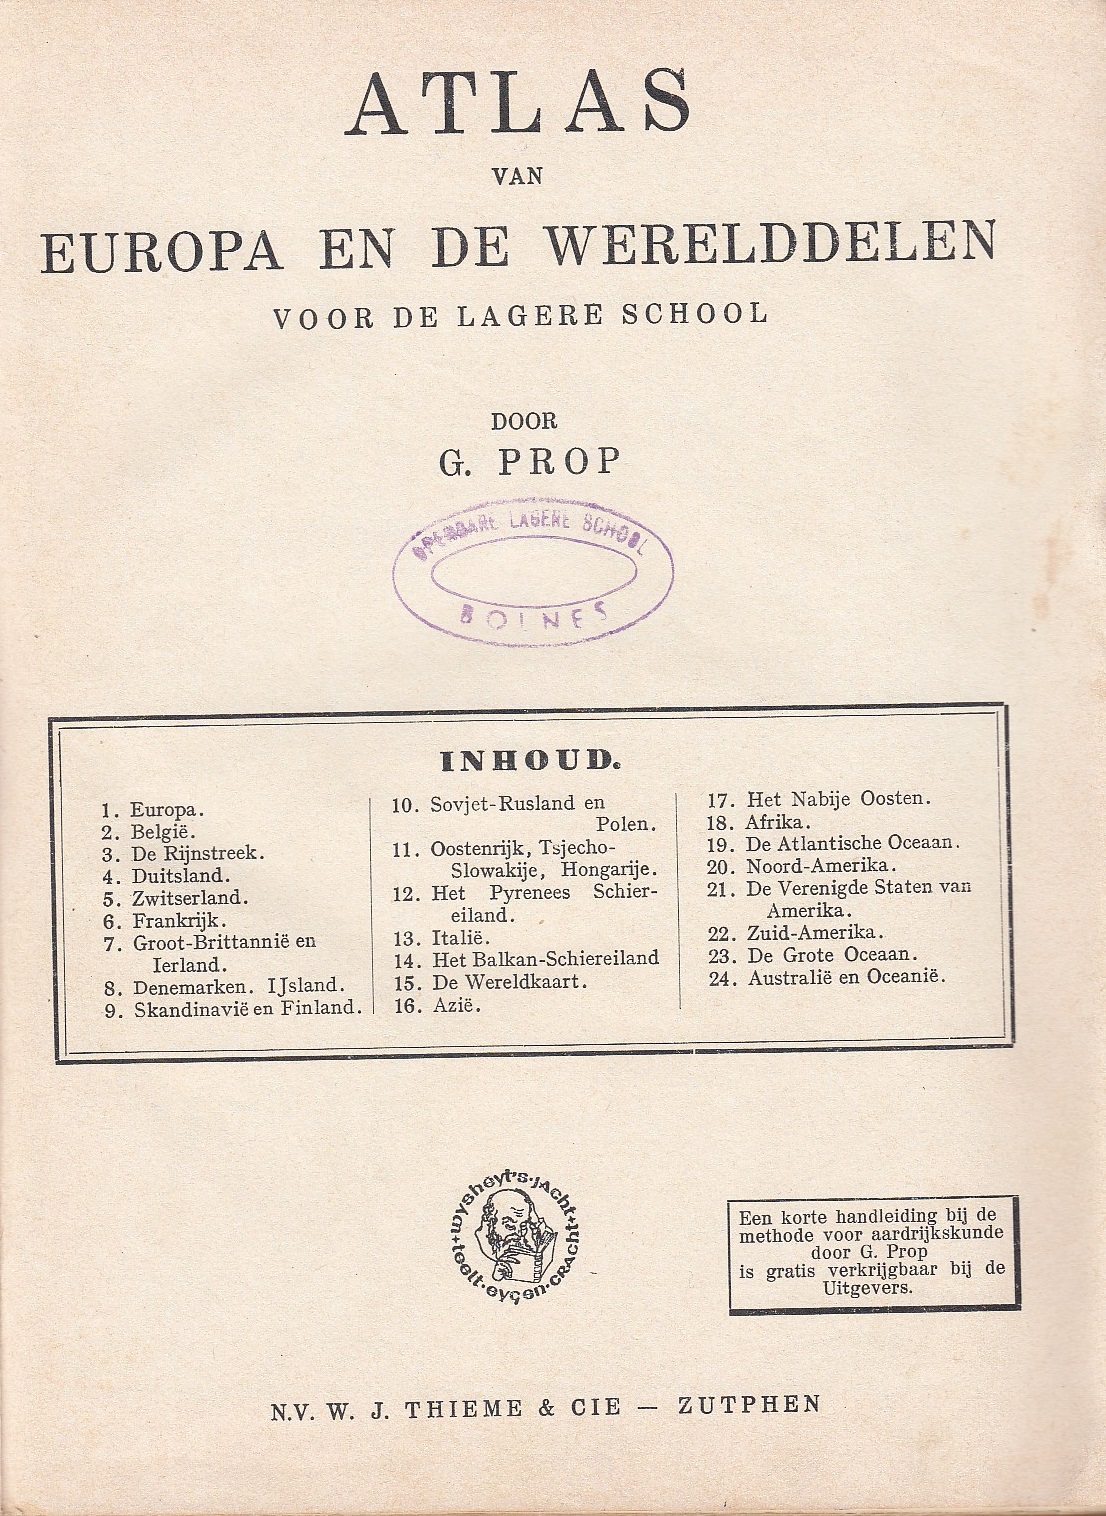 ATLAS
VAN
EUROPA EN DE WERELDDELEN
VOOR DE LAGERE SCHOOL
DOOR
G. PROP
OPENBARE LAGERE SCHOOL
BOLNES
INHOUD.
1. Europa.
2. België.
3. De Rijnstreek.
4. Duitsland.
5. Zwitserland.
6. Frankrijk.
7. Groot-Brittannië en
Ierland.
8. Denemarken. IJsland.
9. Skandinavië en Finland.
10. Sovjet-Rusland en
Polen.
11. Oostenrijk, Tsjecho-
Slowakije, Hongarije.
12. Het Pyrenees Schier-
eiland.
13. Italië.
14. Het Balkan-Schiereiland
15. De Wereldkaart.
16. Azië.
17. Het Nabije Oosten.
18. Afrika.
19. De Atlantische Oceaan.
20. Noord-Amerika.
21. De Verenigde Staten van
Amerika.
22. Zuid-Amerika.
23. De Grote Oceaan.
24. Australië en Oceanië.
teelt·eygen·CRACht+wysheyt's·JAcht+
Een korte handleiding bij de
methode voor aardrijkskunde
door G. Prop
is gratis verkrijgbaar bij de
Uitgevers.
N.V. W. J. THIEME & CIE — ZUTPHEN